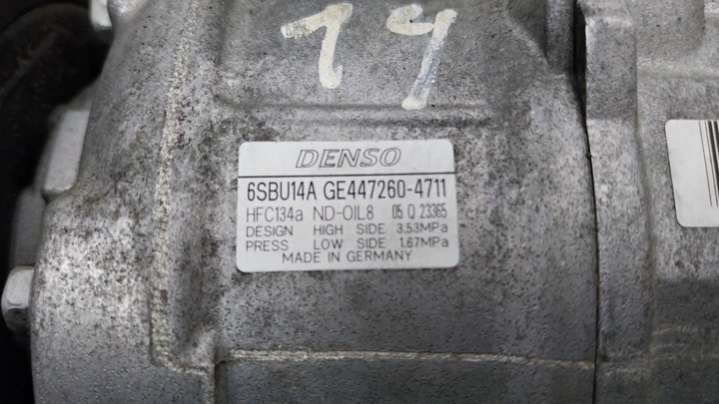 14
DENSO
6SBU14A GE447260-4711
HFC134a ND-OIL8 05 Q 23365
DESIGN HIGH SIDE 3.53MPa
PRESS LOW SIDE 1.67MPa
MADE IN GERMANY